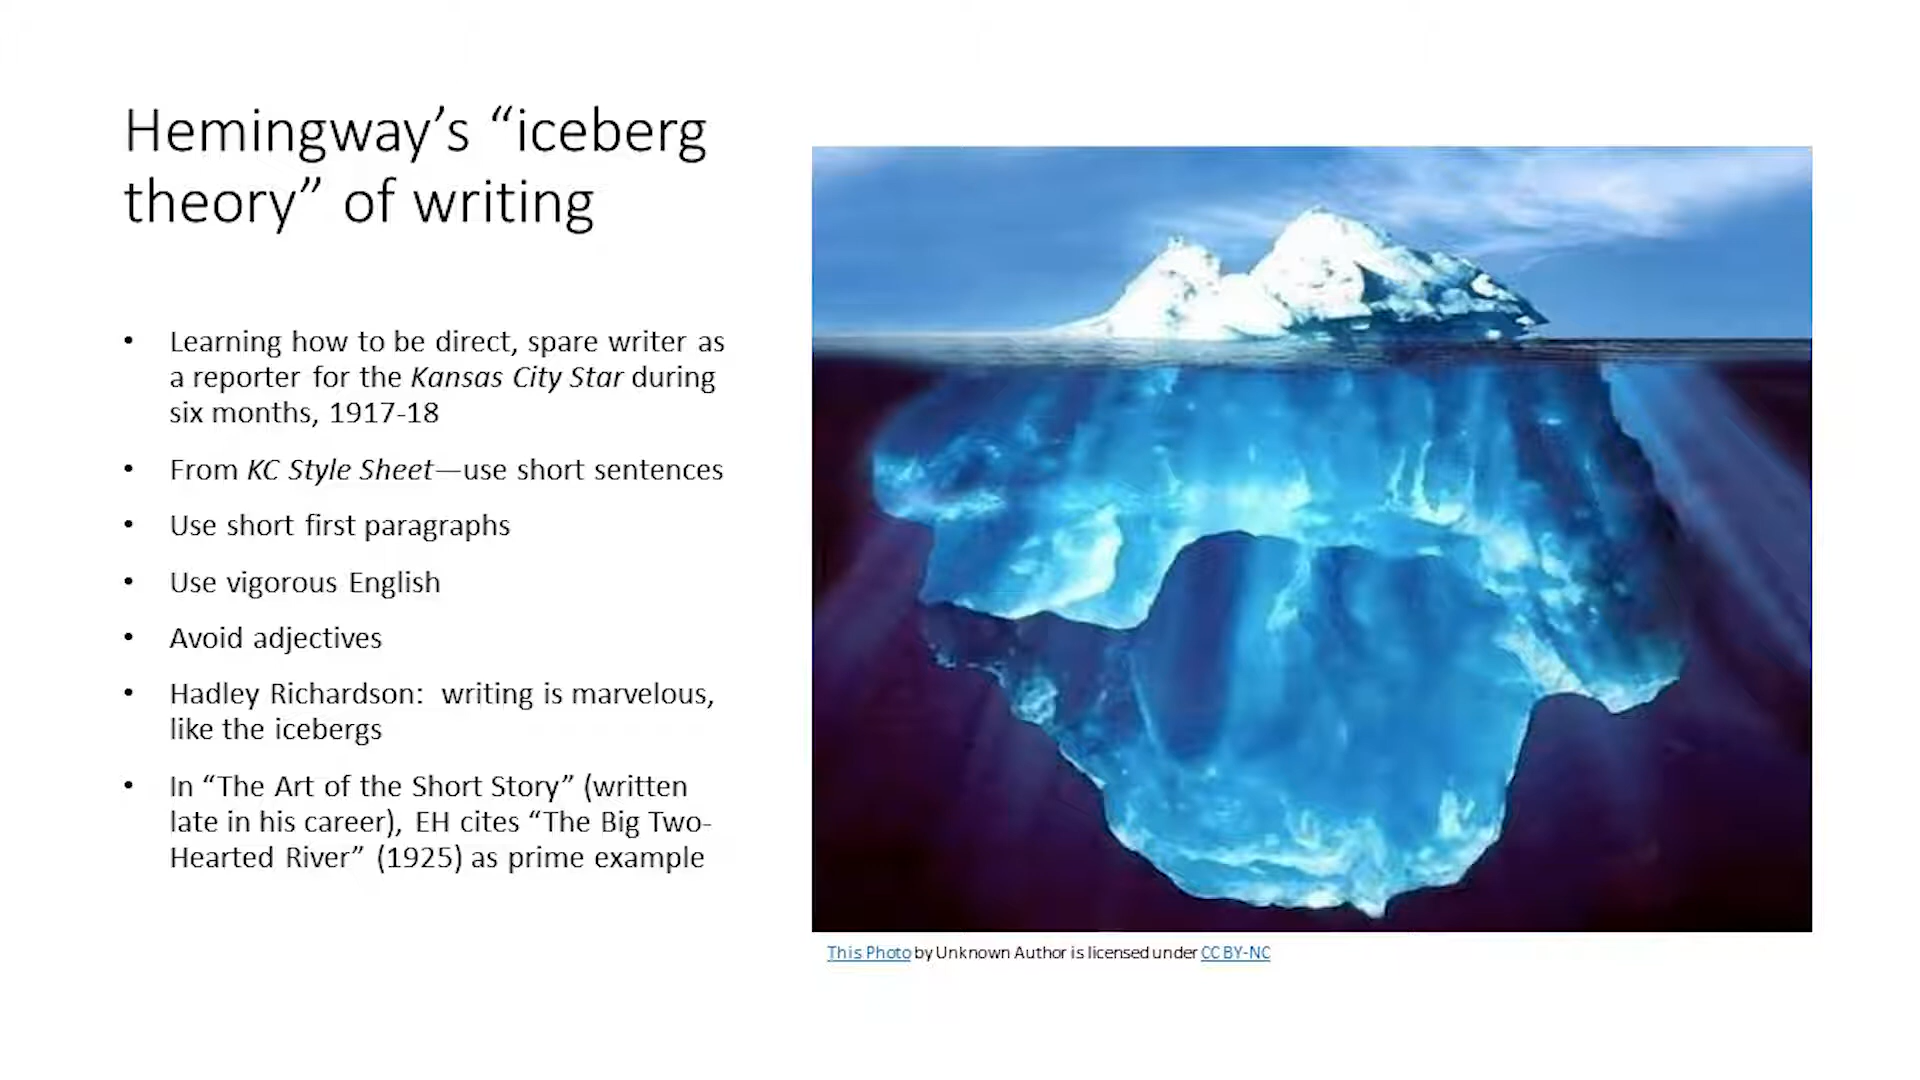 Hemingway’s “iceberg
theory” of writing
• Learning how to be direct, spare writer as
a reporter for the Kansas City Star during
six months, 1917-18
• From KC Style Sheet—use short sentences
• Use short first paragraphs
• Use vigorous English
• Avoid adjectives
• Hadley Richardson:  writing is marvelous,
like the icebergs
• In “The Art of the Short Story” (written
late in his career), EH cites “The Big Two-
Hearted River” (1925) as prime example
This Photo by Unknown Author is licensed under CC BY-NC